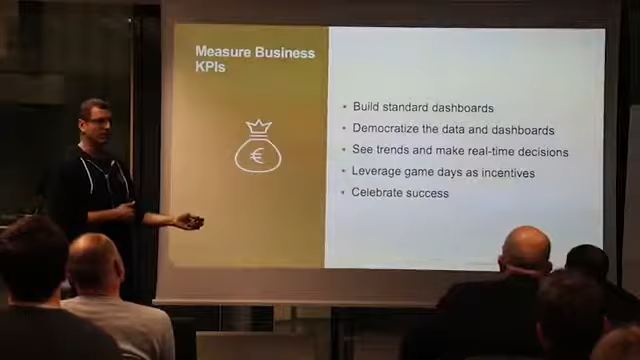 Measure Business
KPIs
€
• Build standard dashboards
• Democratize the data and dashboards
• See trends and make real-time decisions
• Leverage game days as incentives
• Celebrate success